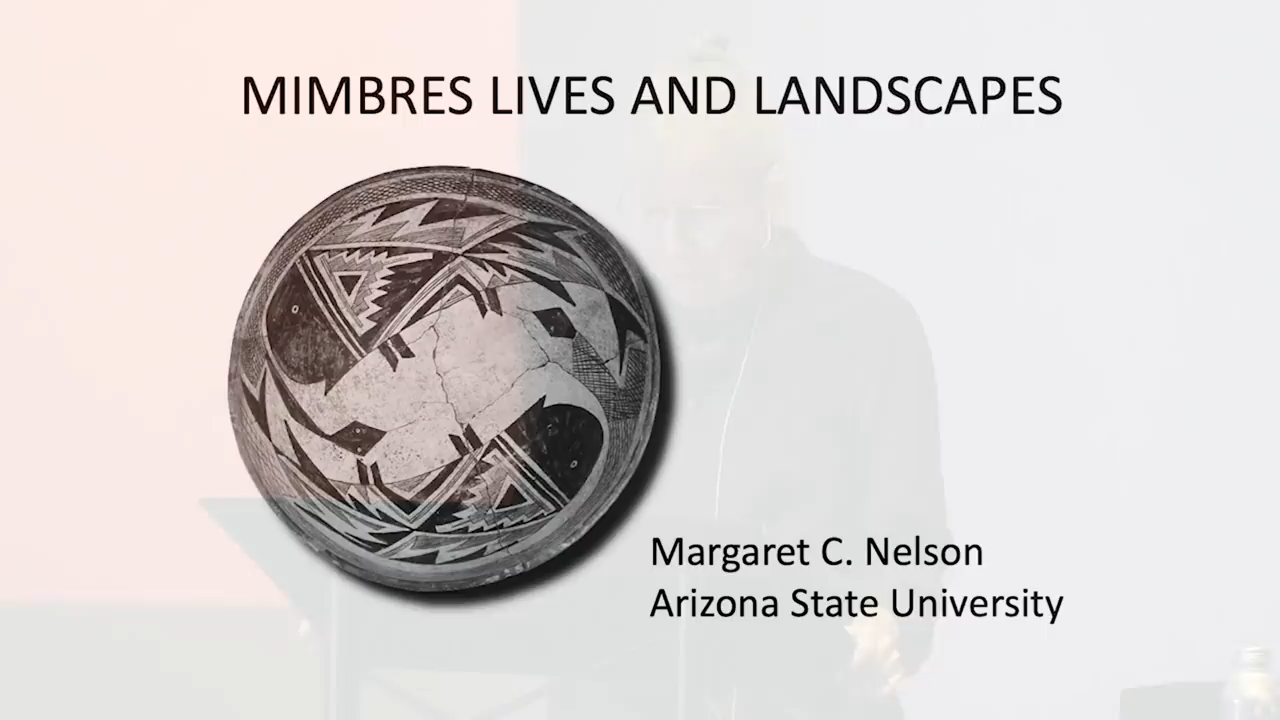 MIMBRES LIVES AND LANDSCAPES
Margaret C. Nelson
Arizona State University